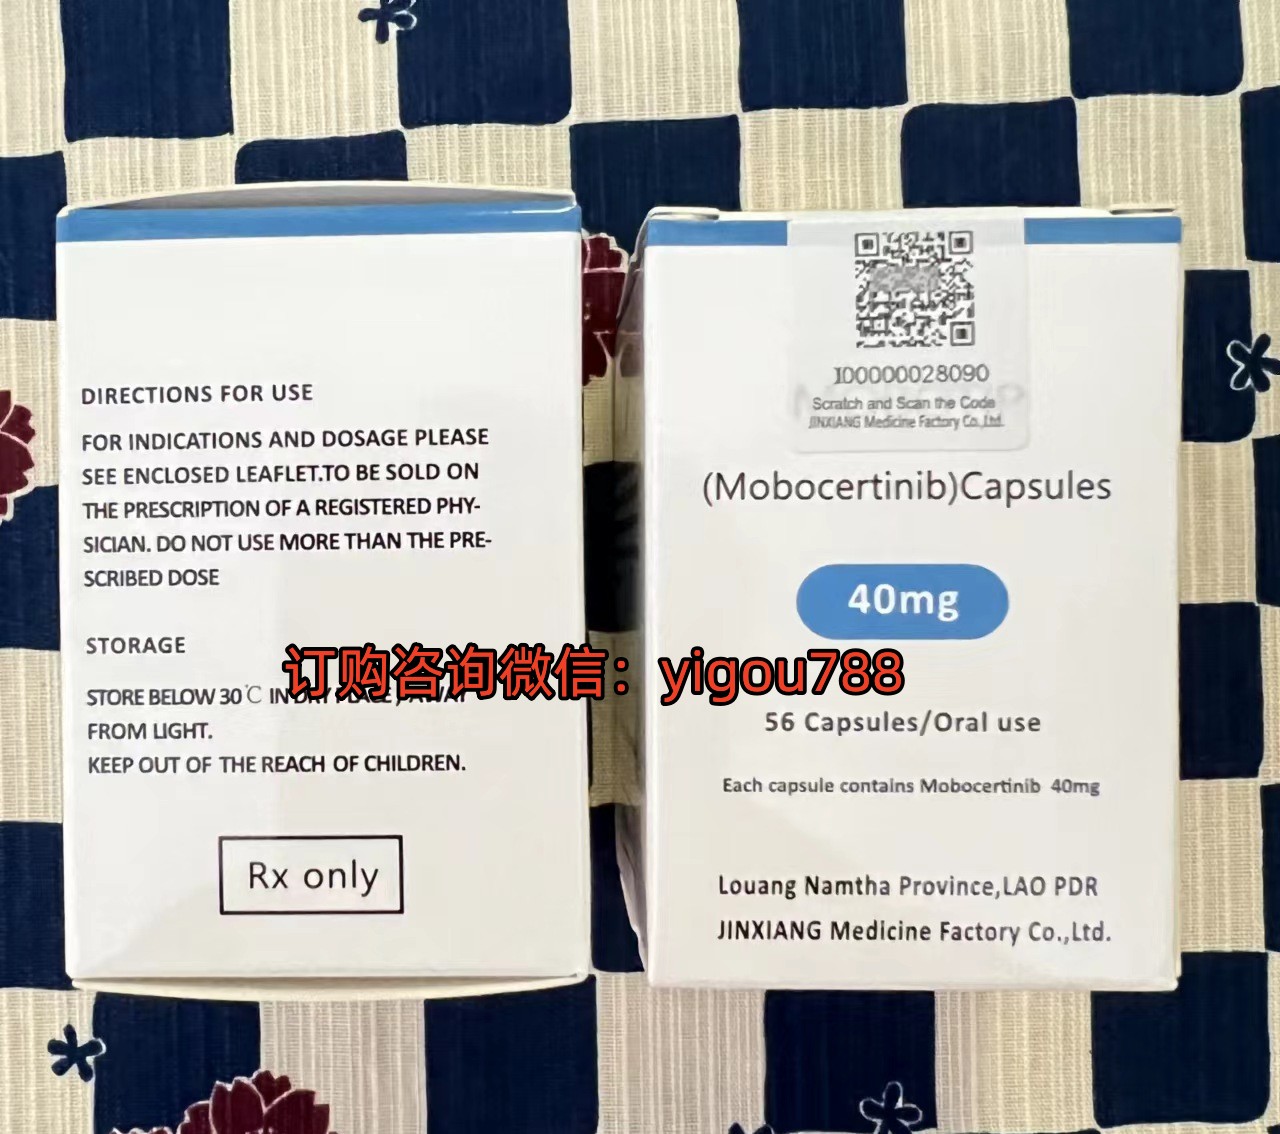 DIRECTIONS FOR USE
FOR INDICATIONS AND DOSAGE PLEASE
SEE ENCLOSED LEAFLET.TO BE SOLD ON
THE PRESCRIPTION OF A REGISTERED PHY-
SICIAN. DO NOT USE MORE THAN THE PRE-
SCRIBED DOSE
STORAGE
STORE BELOW 30℃ IN DRY PLACE, AWAY
FROM LIGHT.
KEEP OUT OF THE REACH OF CHILDREN.
Rx only
订购咨询微信：yigou788
Scratch and Scan the Code
JINXIANG Medicine Factory Co.,Ltd.
(Mobocertinib)Capsules
40mg
56 Capsules/Oral use
Each capsule contains Mobocertinib 40mg
Louang Namtha Province,LAO PDR
JINXIANG Medicine Factory Co.,Ltd.